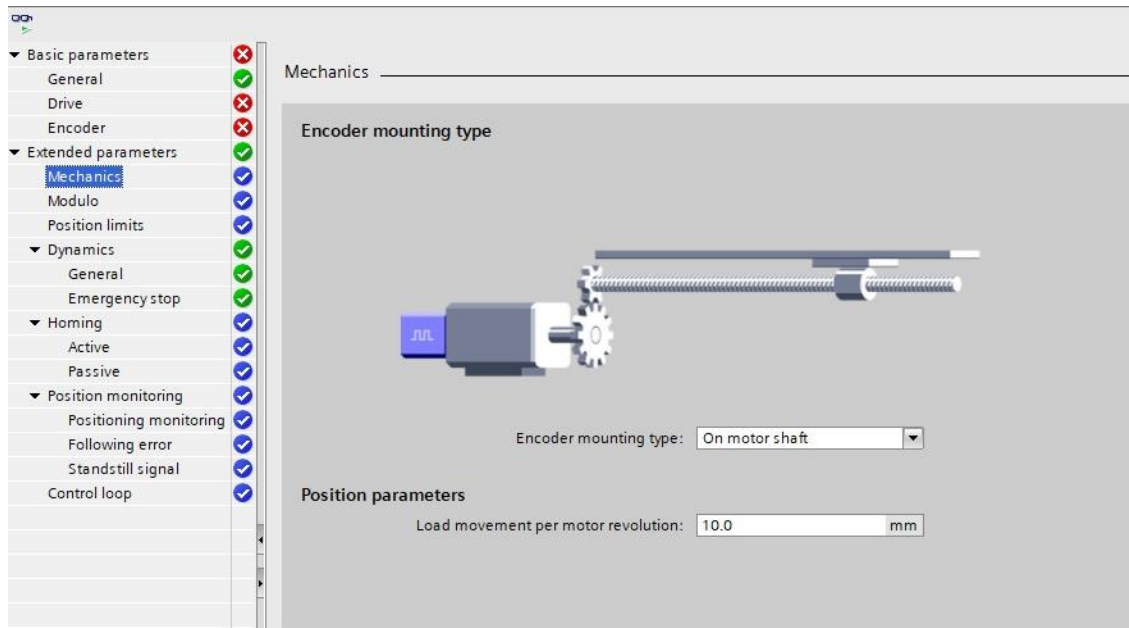 Basic parameters
General
Drive
Encoder
Extended parameters
Mechanics
Modulo
Position limits
Dynamics
General
Emergency stop
Homing
Active
Passive
Position monitoring
Positioning monitoring
Following error
Standstill signal
Control loop
Mechanics
Encoder mounting type
Encoder mounting type: On motor shaft
Position parameters
Load movement per motor revolution: 10.0 mm